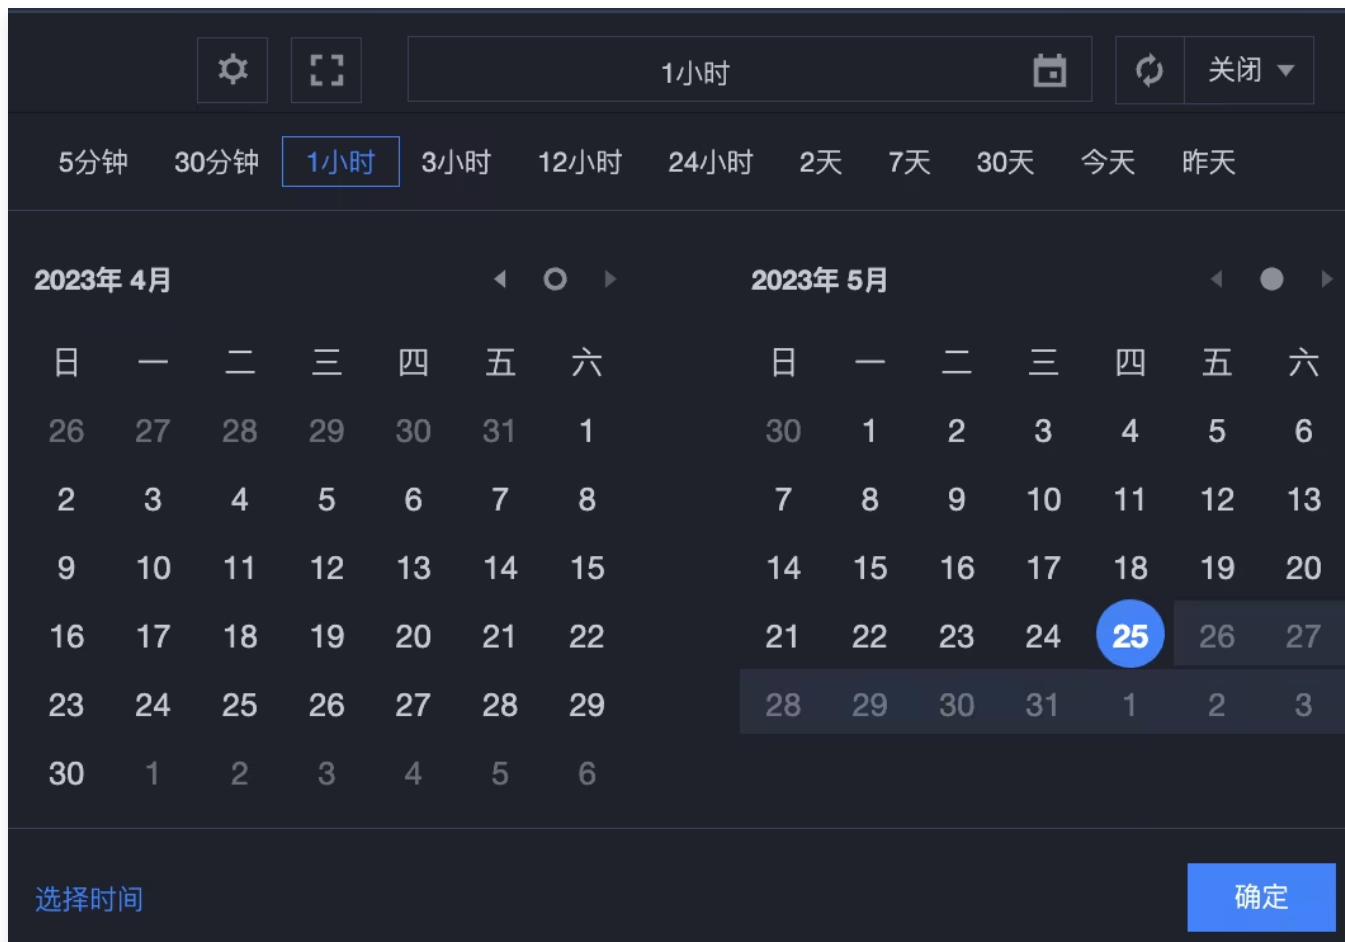 1小时 关闭
5分钟 30分钟 1小时 3小时 12小时 24小时 2天 7天 30天 今天 昨天
2023年 4月
日 一 二 三 四 五 六
26 27 28 29 30 31 1
2 3 4 5 6 7 8
9 10 11 12 13 14 15
16 17 18 19 20 21 22
23 24 25 26 27 28 29
30 1 2 3 4 5 6
2023年 5月
日 一 二 三 四 五 六
30 1 2 3 4 5 6
7 8 9 10 11 12 13
14 15 16 17 18 19 20
21 22 23 24 25 26 27
28 29 30 31 1 2 3
选择时间
确定